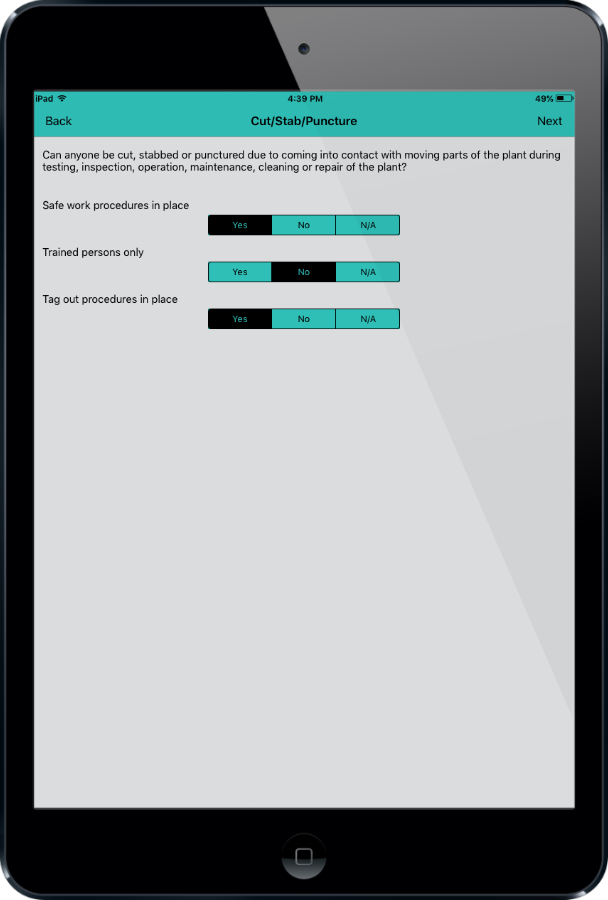 iPad 4:39 PM 49%
Back Cut/Stab/Puncture Next
Can anyone be cut, stabbed or punctured due to coming into contact with moving parts of the plant during
testing, inspection, operation, maintenance, cleaning or repair of the plant?
Safe work procedures in place
Yes No N/A
Trained persons only
Yes No N/A
Tag out procedures in place
Yes No N/A